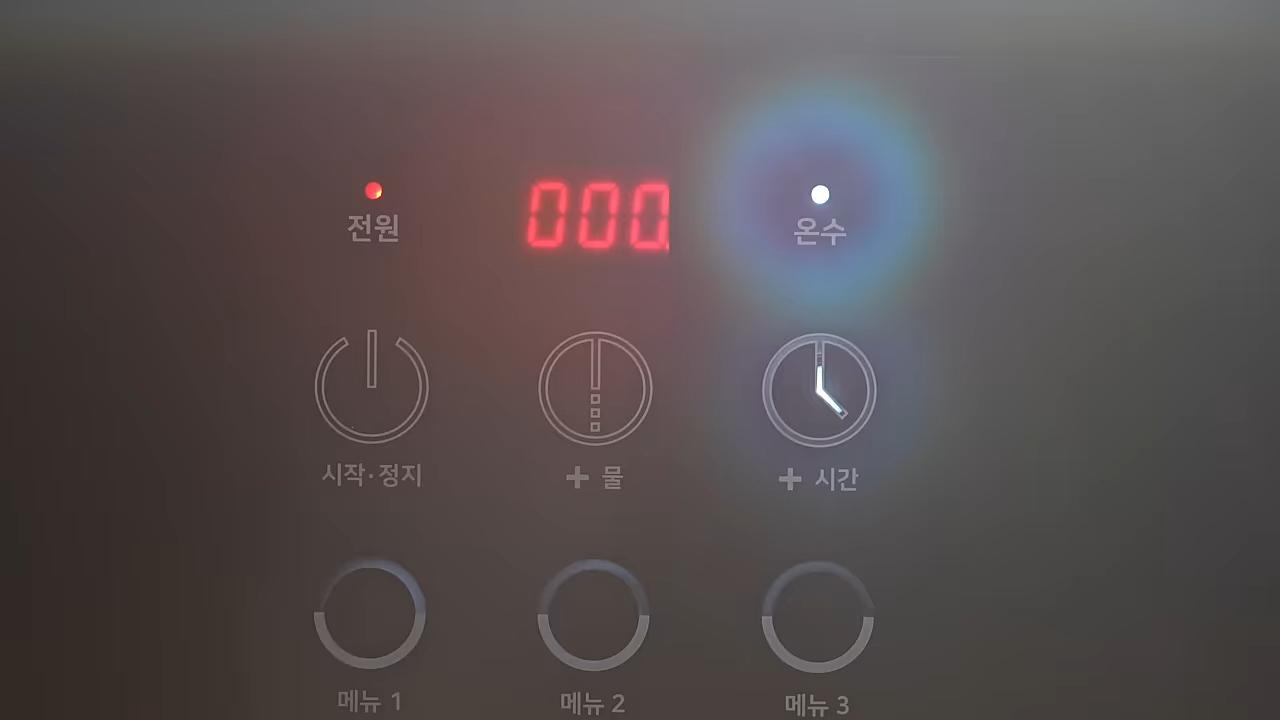 000
전원
온수
시작·정지
+ 물
+ 시간
메뉴 1
메뉴 2
메뉴 3